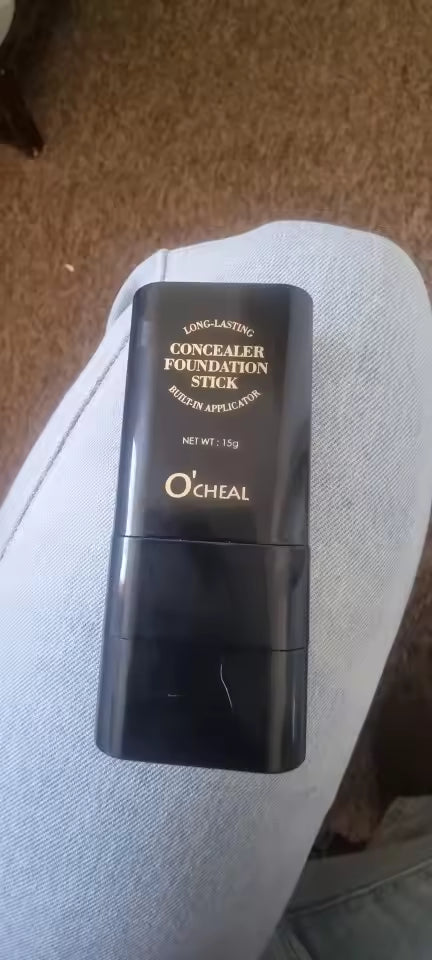 LONG-LASTING
CONCEALER
FOUNDATION
STICK
BUILT-IN APPLICATOR
NET WT : 15g
O'CHEAL